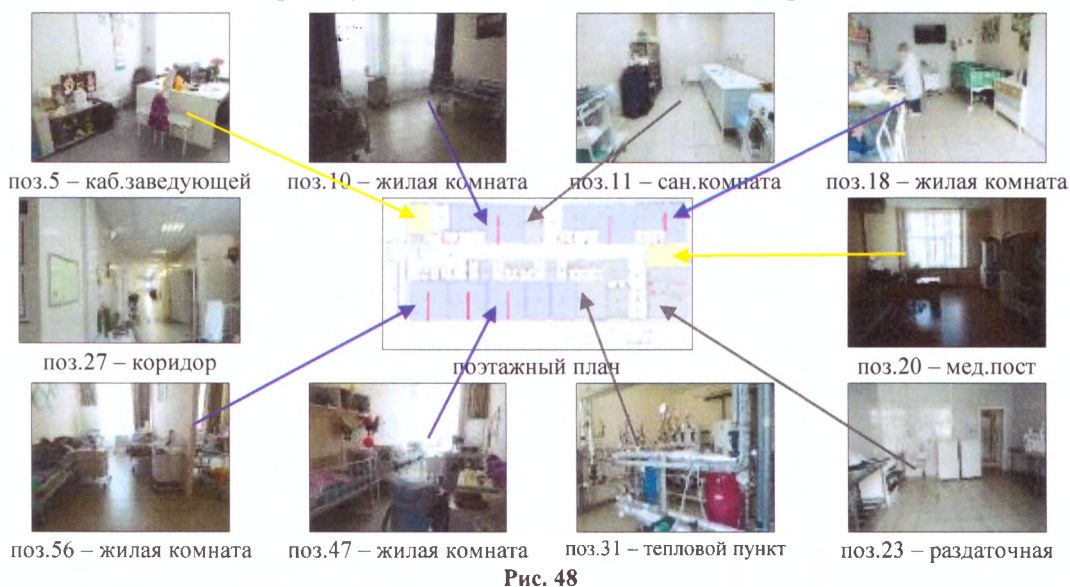 поз.5 – каб.заведующей
поз.10 – жилая комната
поз.11 – сан.комната
поз.18 – жилая комната
поз.27 – коридор
поэтажный план
поз.20 – мед.пост
поз.56 – жилая комната
поз.47 – жилая комната
поз.31 – тепловой пункт
поз.23 – раздаточная
Рис. 48